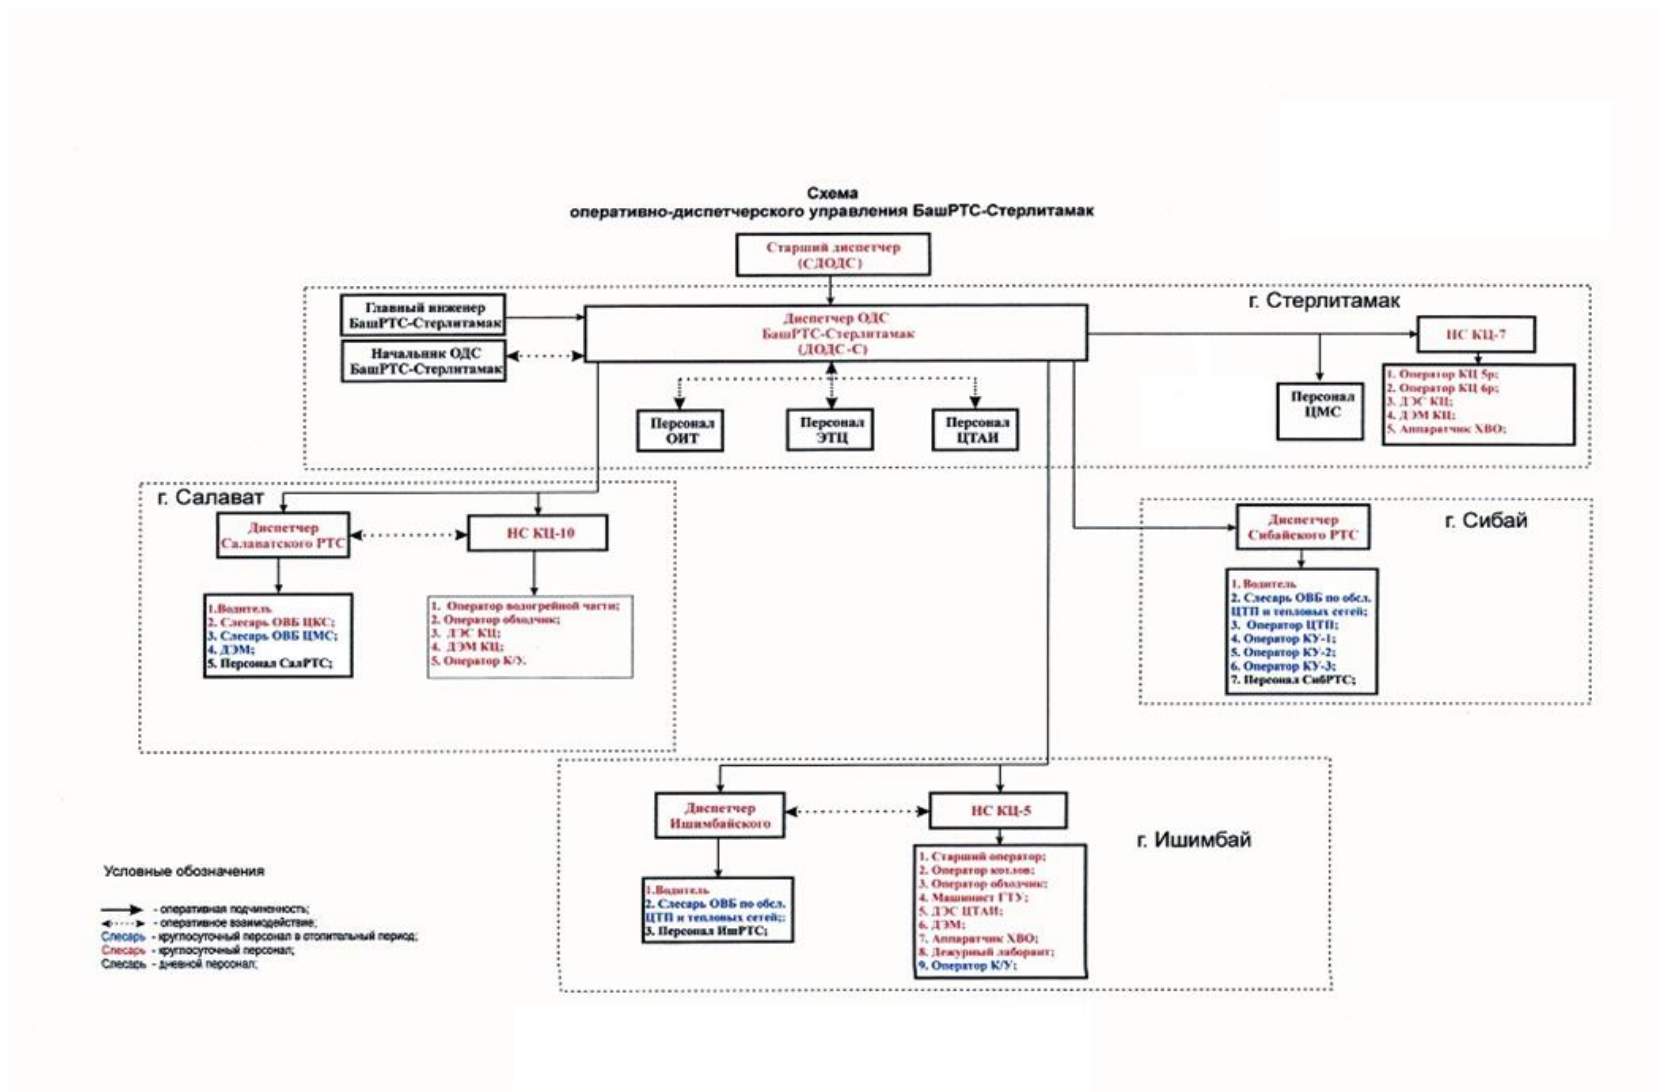 Схема
оперативно-диспетчерского управления БашРТС-Стерлитамак
Старший диспетчер
(СДОДС)
г. Стерлитамак
Главный инженер
БашРТС-Стерлитамак
Начальник ОДС
БашРТС-Стерлитамак
Диспетчер ОДС
БашРТС-Стерлитамак
(ДОДС-С)
НС КЦ-7
Персонал
ОИТ
Персонал
ЭТЦ
Персонал
ЦТАИ
Персонал
ЦМС
1. Оператор КЦ 5р;
2. Оператор КЦ 6р;
3. ДЭС КЦ;
4. ДЭМ КЦ;
5. Аппаратчик ХВО;
г. Салават
Диспетчер
Салаватского РТС
НС КЦ-10
1.Водитель
2. Слесарь ОВБ ЦКС;
3. Слесарь ОВБ ЦМС;
4. ДЭМ;
5. Персонал СалРТС;
1. Оператор водогрейной части;
2. Оператор обходчик;
3. ДЭС КЦ;
4. ДЭМ КЦ;
5. Оператор К/У.
г. Сибай
Диспетчер
Сибайского РТС
1. Водитель
2. Слесарь ОВБ по обсл.
ЦТП и тепловых сетей;
3. Оператор ЦТП;
4. Оператор КУ-1;
5. Оператор КУ-2;
6. Оператор КУ-3;
7. Персонал СибРТС;
г. Ишимбай
Диспетчер
Ишимбайского
НС КЦ-5
1.Водитель
2. Слесарь ОВБ по обсл.
ЦТП и тепловых сетей;:
3. Персонал ИшРТС;
1. Старший оператор;
2. Оператор котлов;
3. Оператор обходчик;
4. Машинист ГТУ;
5. ДЭС ЦТАИ;
6. ДЭМ;
7. Аппаратчик ХВО;
8. Дежурный лаборант;
9. Оператор К/У;
Условные обозначения
- оперативная подчиненность;
- оперативное взаимодействие;
Слесарь - круглосуточный персонал в отопительный период;
Слесарь - круглосуточный персонал;
Слесарь - дневной персонал;